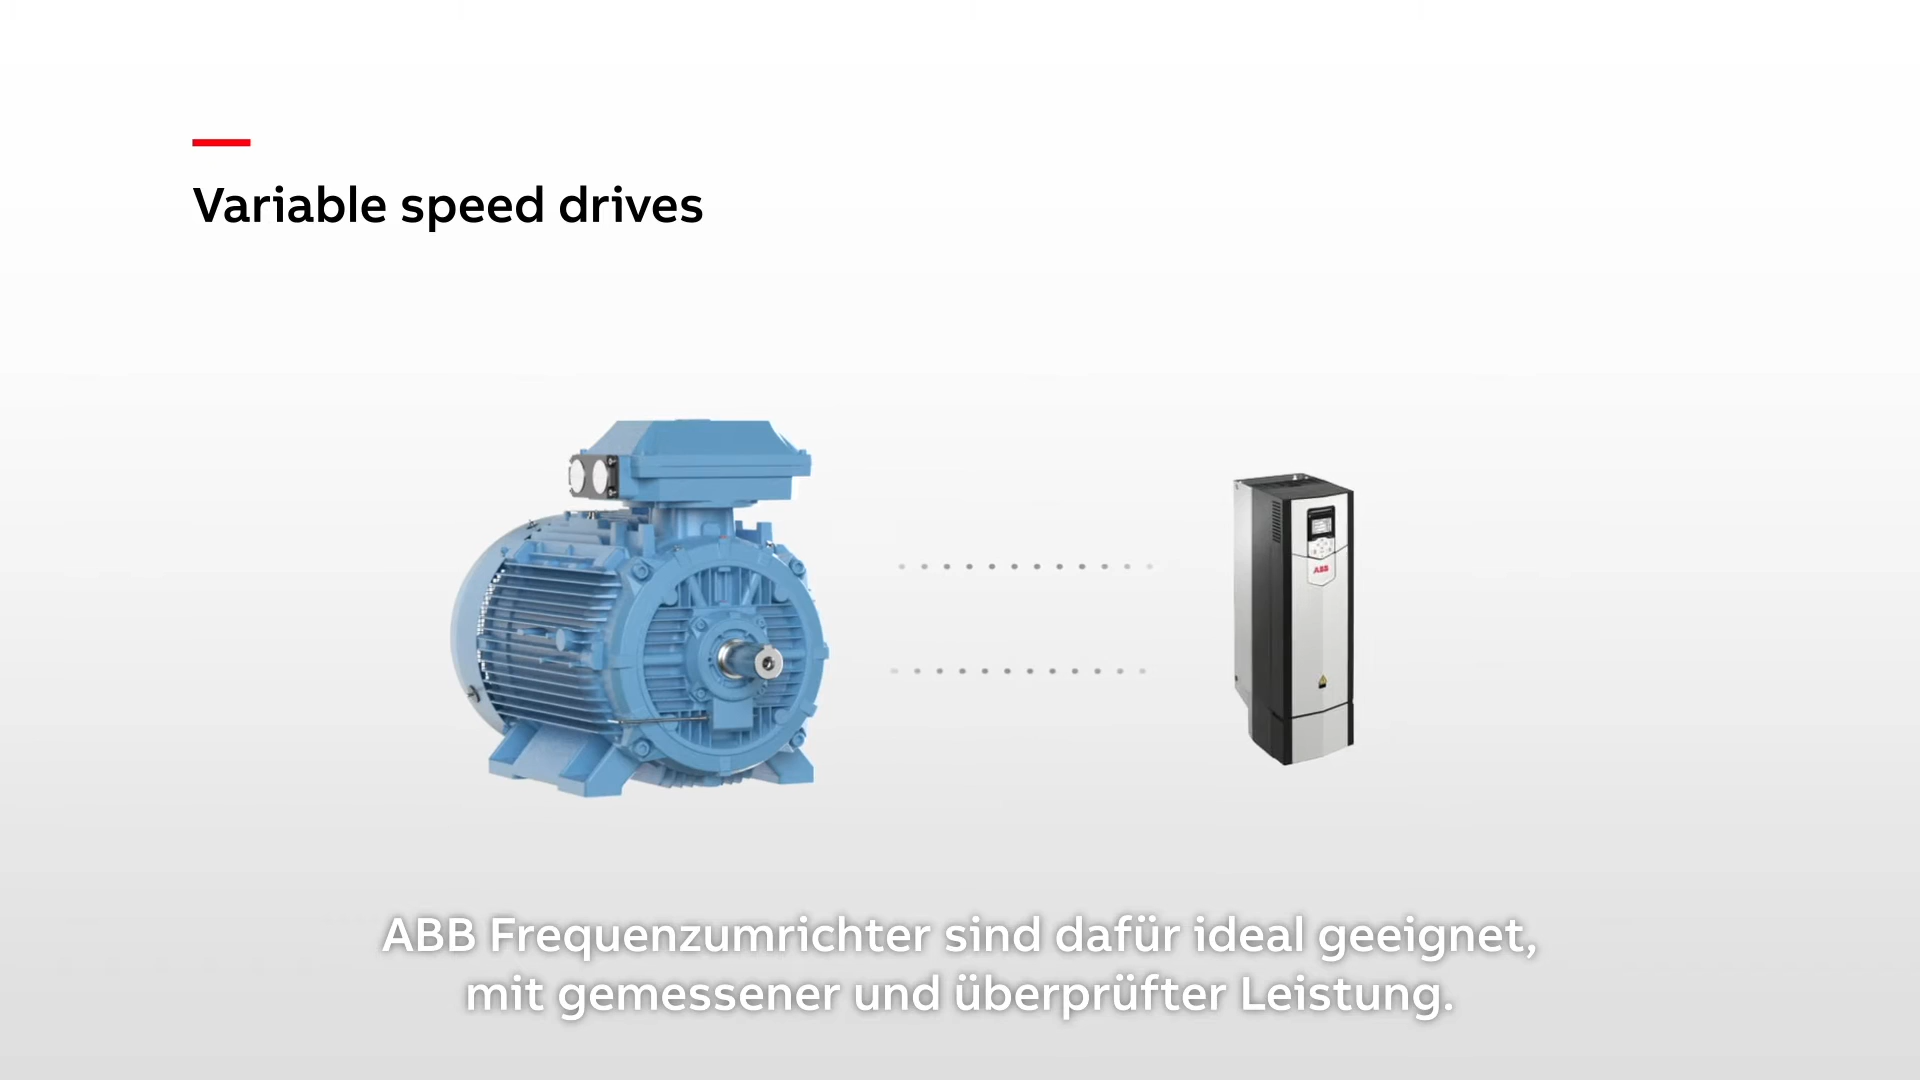 Variable speed drives
ABB
ABB Frequenzumrichter sind dafür ideal geeignet,
mit gemessener und überprüfter Leistung.